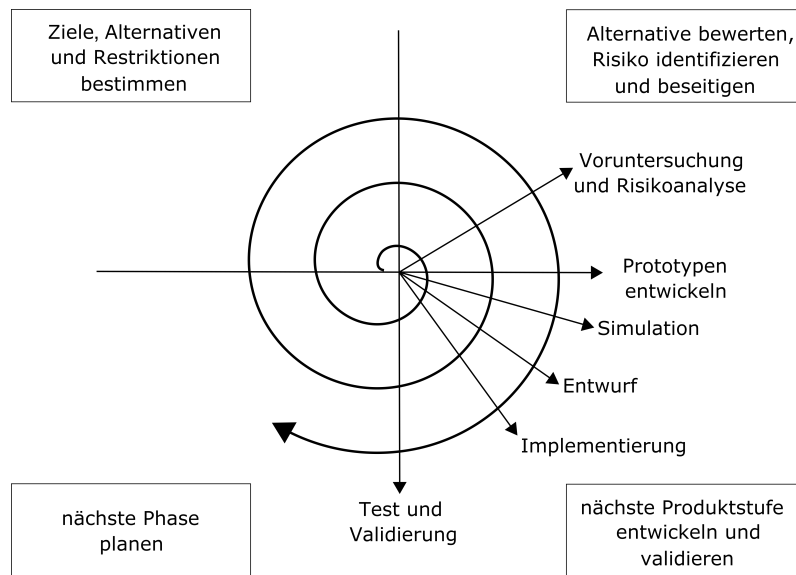 Ziele, Alternativen
und Restriktionen
bestimmen
Alternative bewerten,
Risiko identifizieren
und beseitigen
Voruntersuchung
und Risikoanalyse
Prototypen
entwickeln
Simulation
Entwurf
Implementierung
Test und
Validierung
nächste Phase
planen
nächste Produktstufe
entwickeln und
validieren